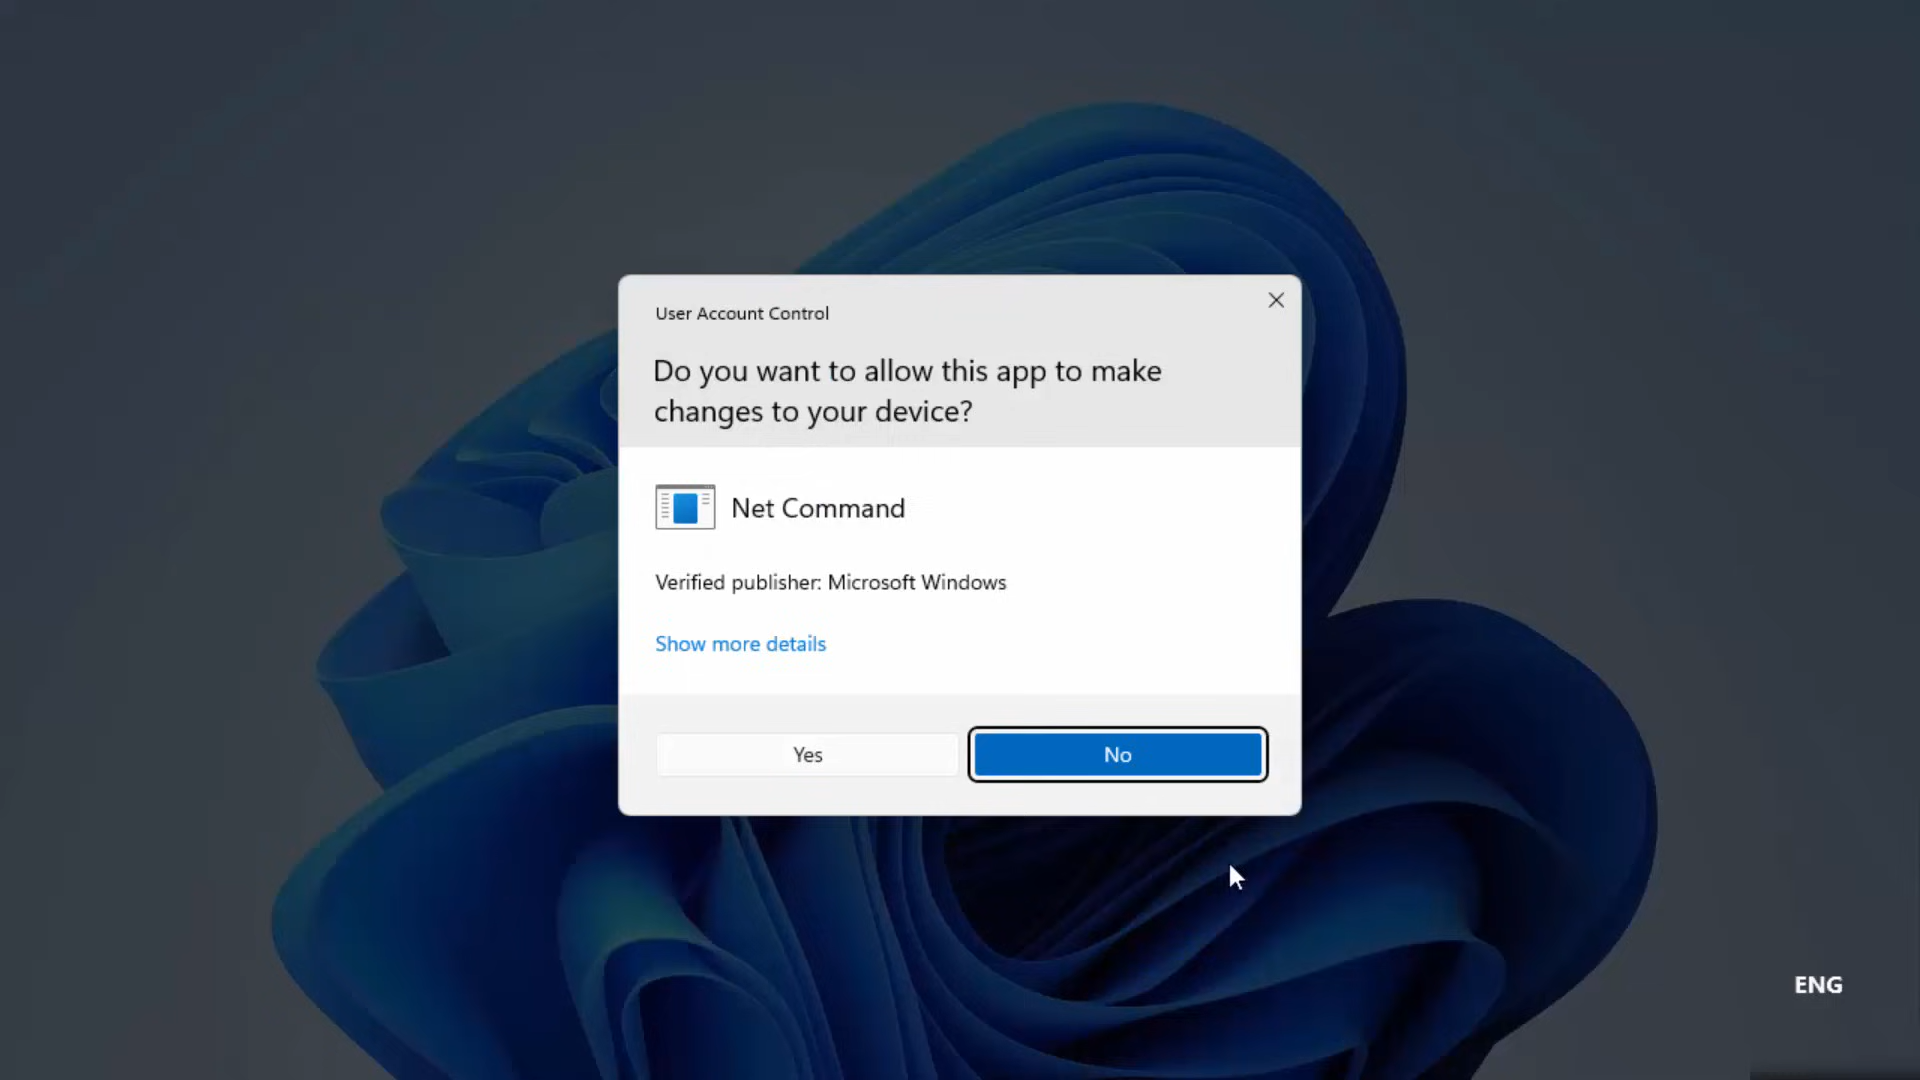 User Account Control
Do you want to allow this app to make
changes to your device?
Net Command
Verified publisher: Microsoft Windows
Show more details
Yes
No
ENG